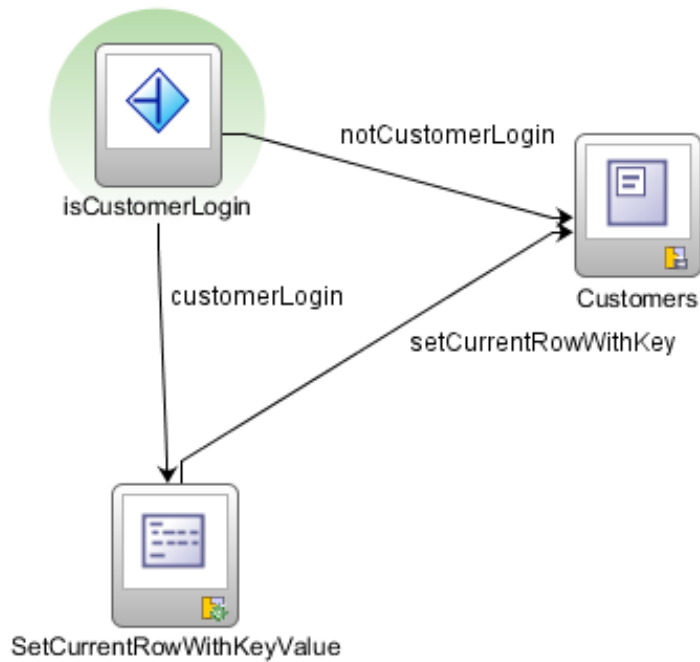 notCustomerLogin
isCustomerLogin
customerLogin
Customers
setCurrentRowWithKey
SetCurrentRowWithKeyValue